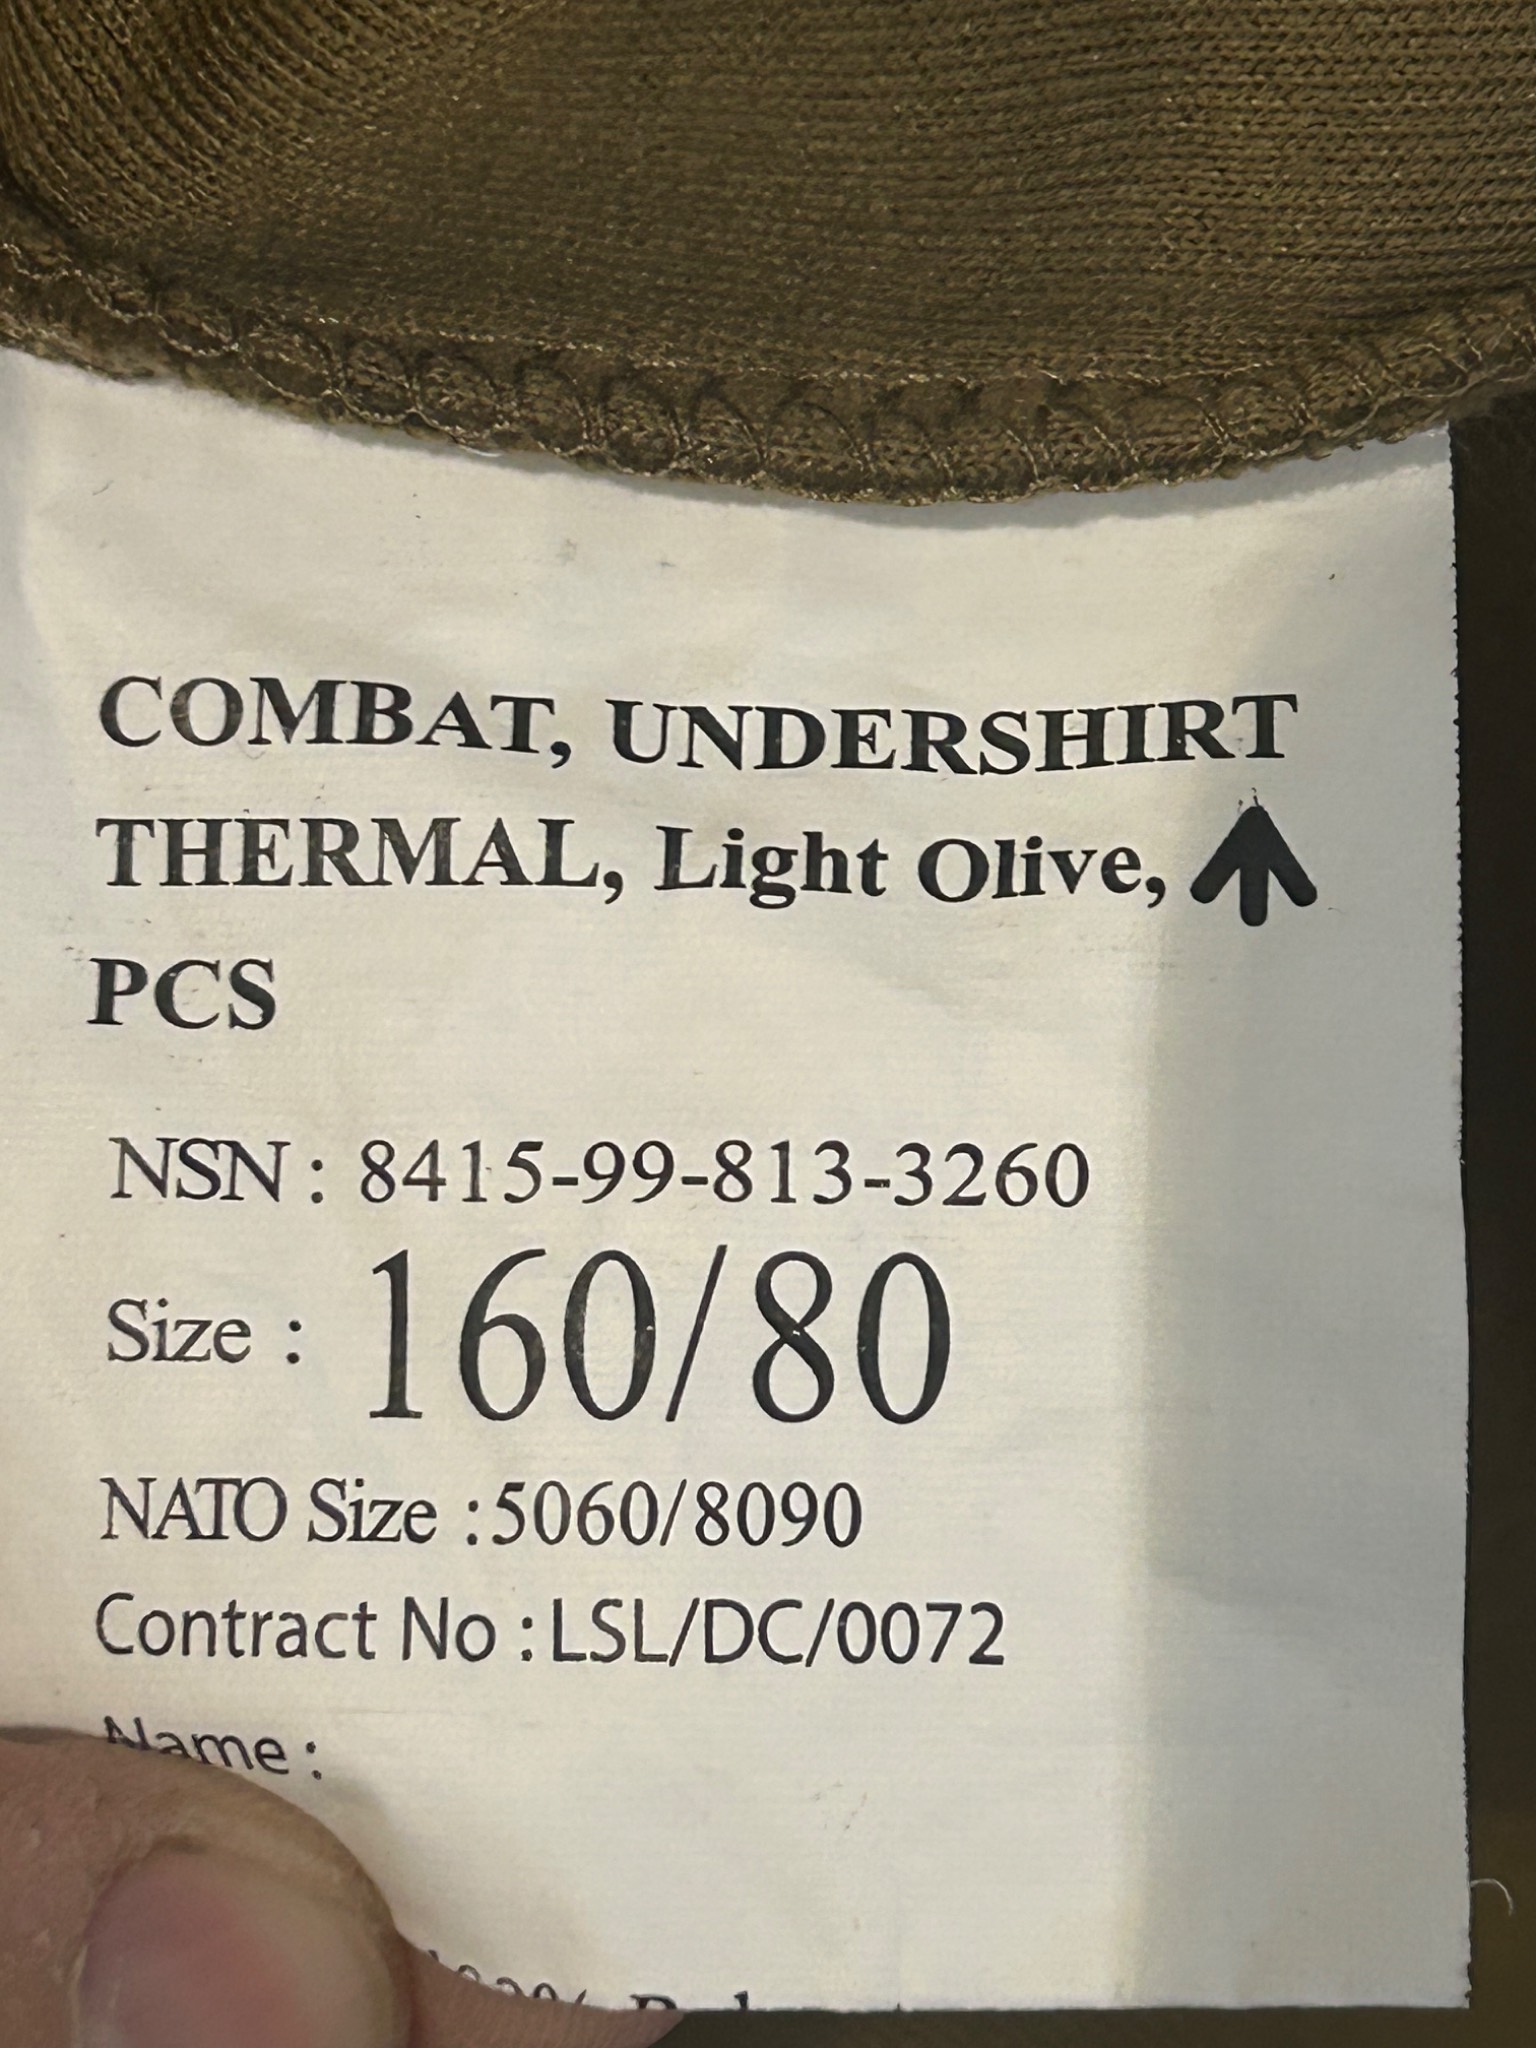 COMBAT, UNDERSHIRT
THERMAL, Light Olive,
PCS
NSN : 8415-99-813-3260
Size : 160/80
NATO Size :5060/8090
Contract No : LSL/DC/0072
Name :